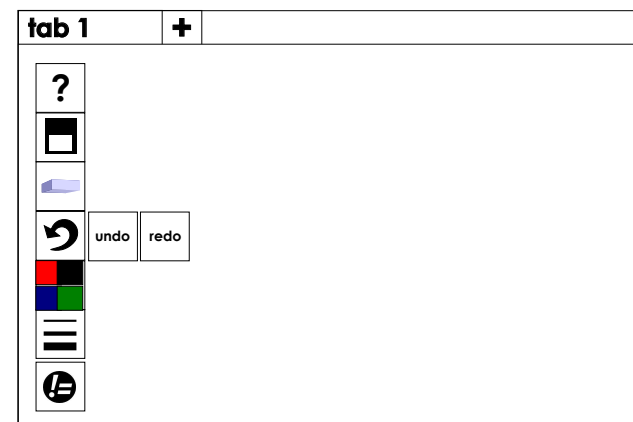 tab 1 +
?
undo redo
!=